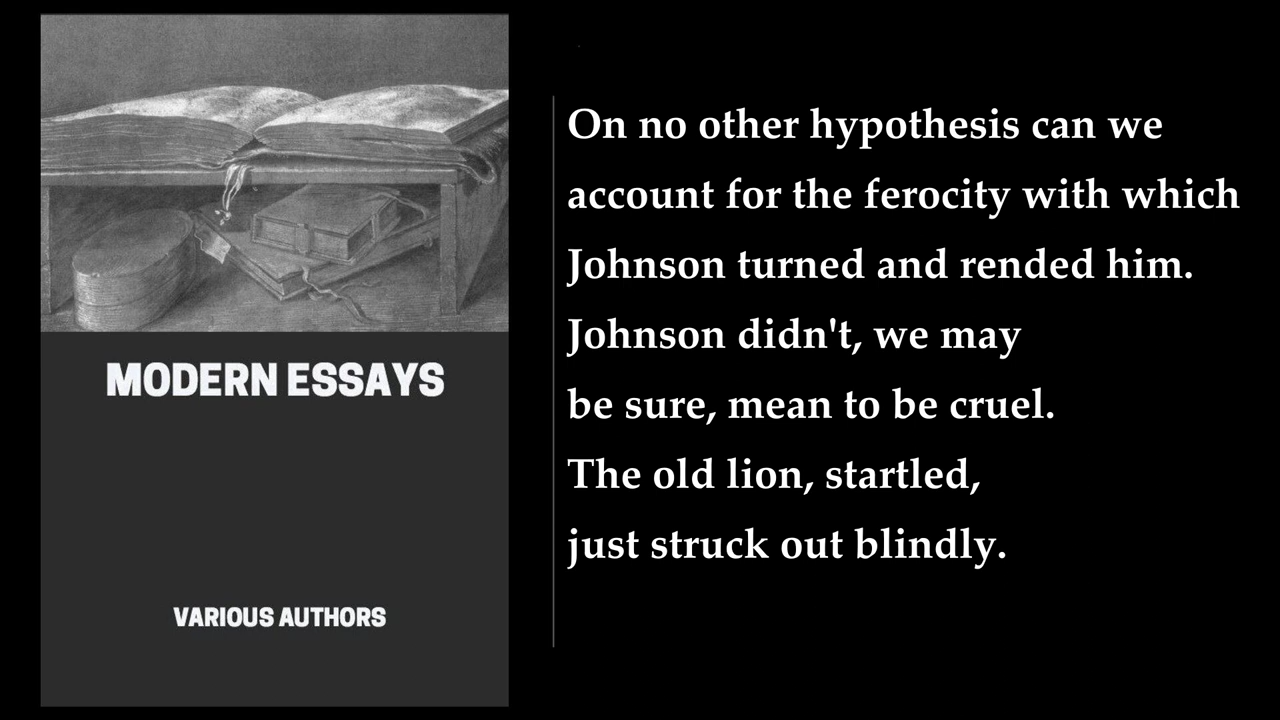 MODERN ESSAYS
VARIOUS AUTHORS
On no other hypothesis can we
account for the ferocity with which
Johnson turned and rended him.
Johnson didn't, we may
be sure, mean to be cruel.
The old lion, startled,
just struck out blindly.